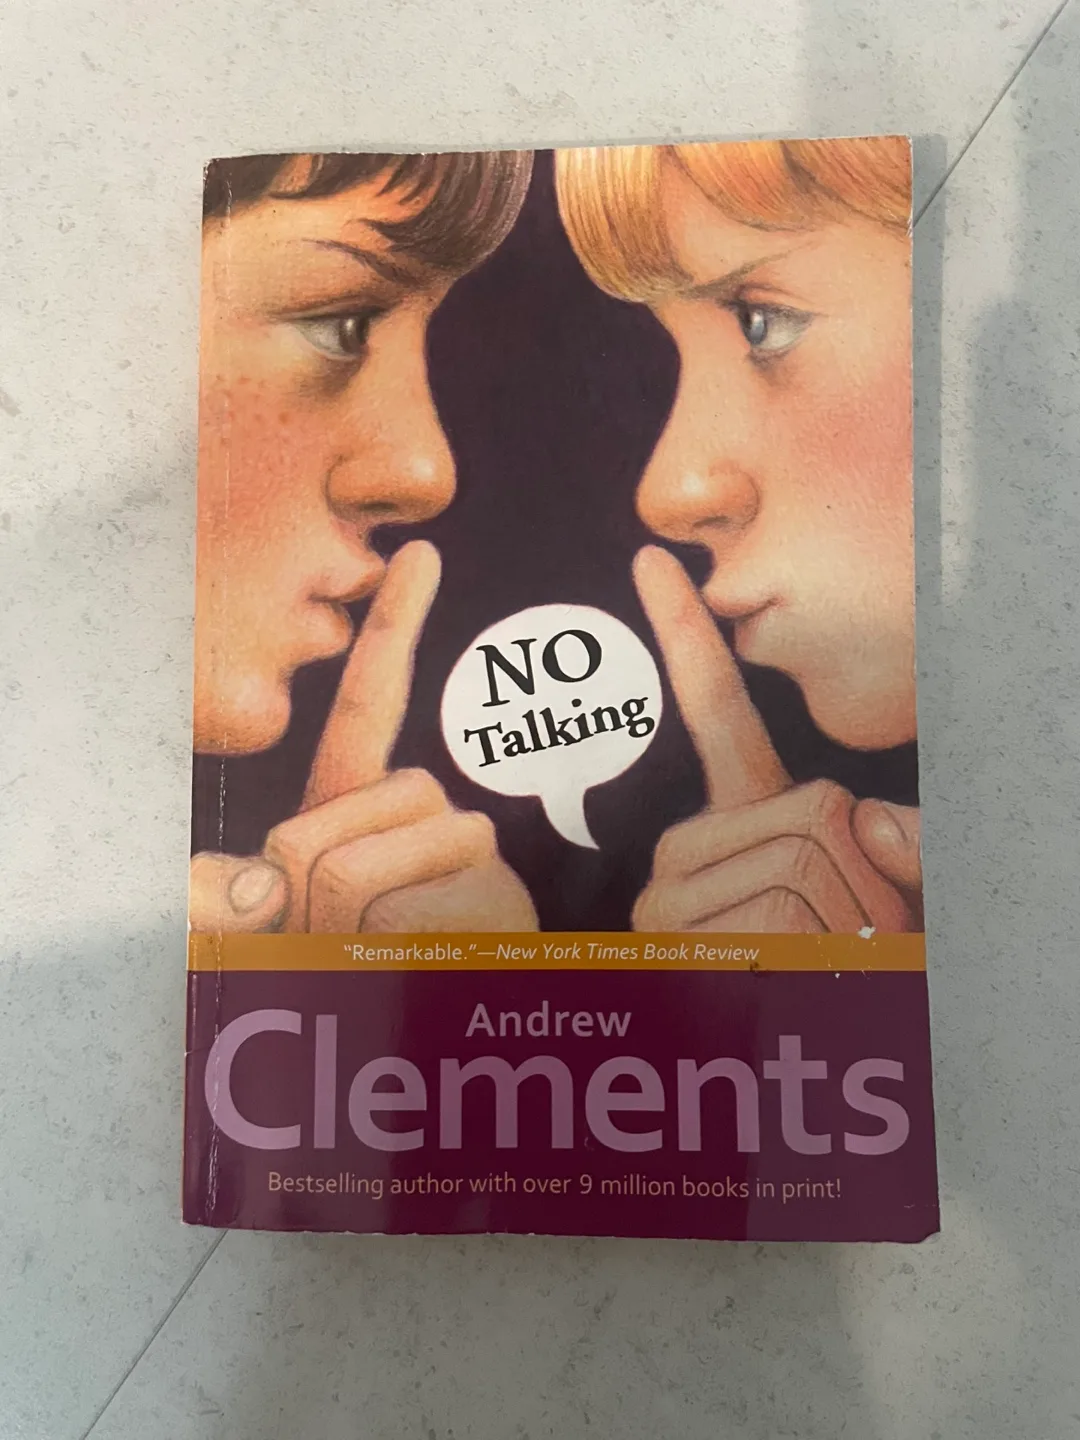 NO
Talking
"Remarkable."—New York Times Book Review
Andrew
Clements
Bestselling author with over 9 million books in print!